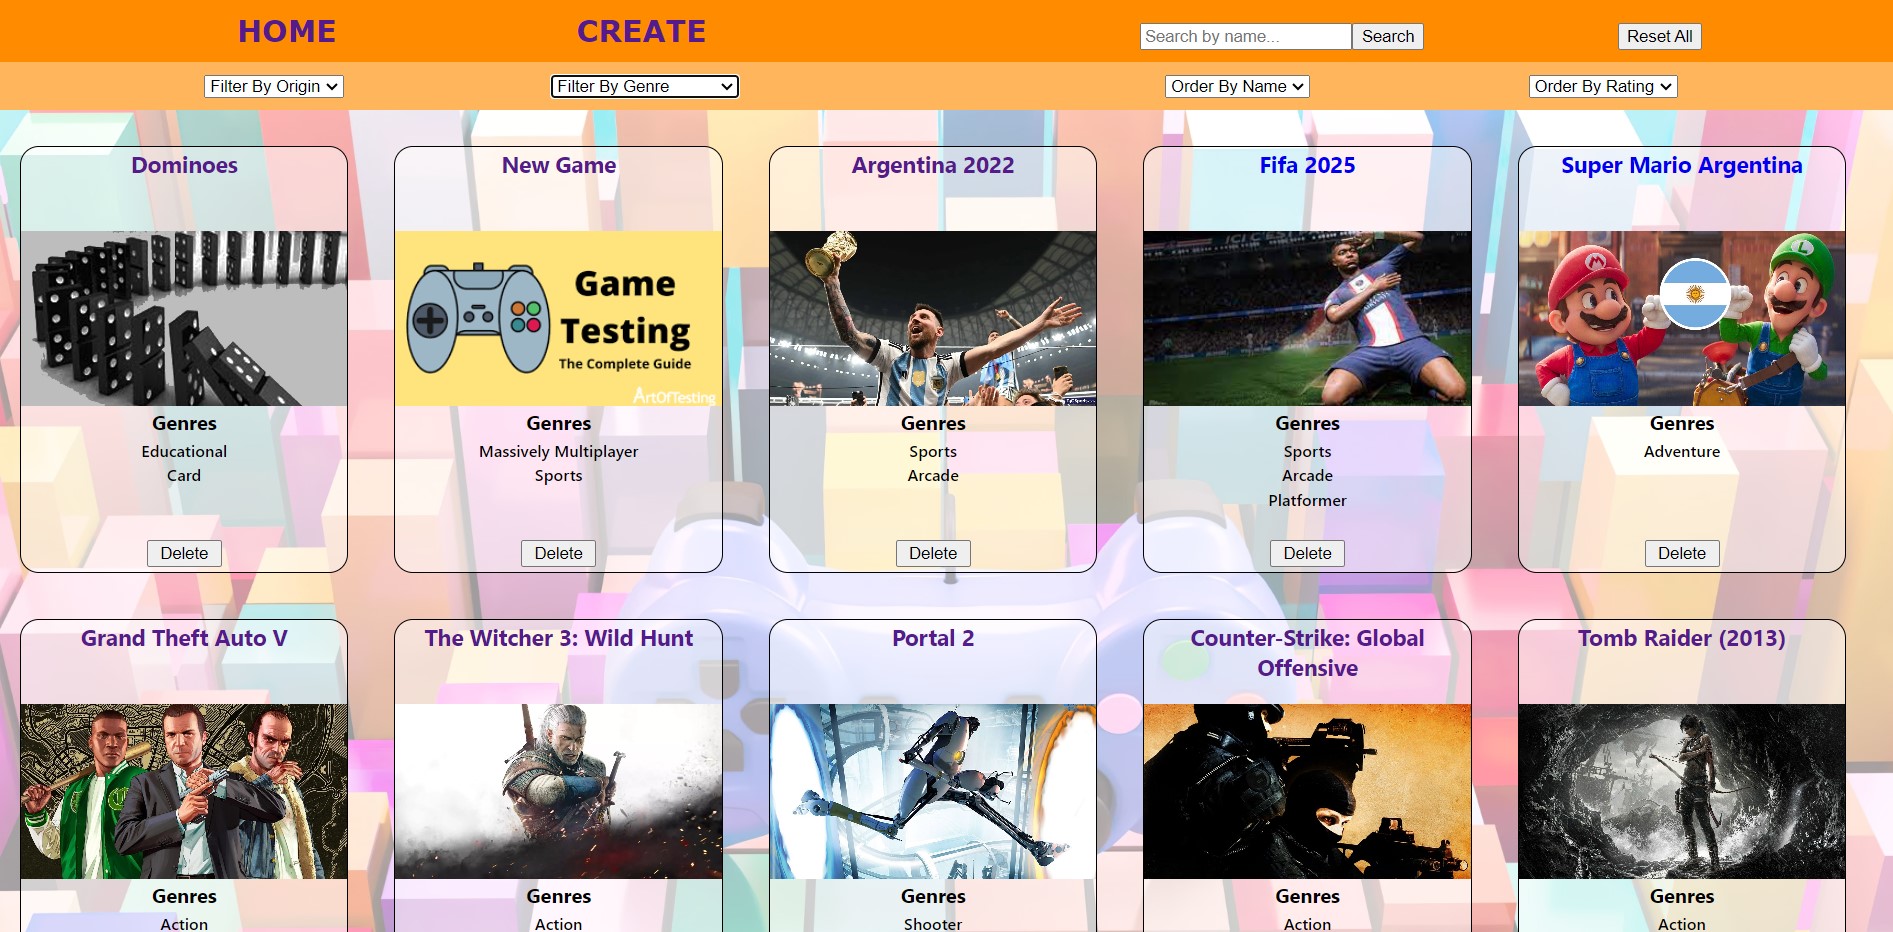 HOME
CREATE
Search by name...
Search
Reset All
Filter By Origin
Filter By Genre
Order By Name
Order By Rating
Dominoes
Genres
Educational
Card
Delete
New Game
Game
Testing
The Complete Guide
ArtOfTesting
Genres
Massively Multiplayer
Sports
Delete
Argentina 2022
Genres
Sports
Arcade
Delete
Fifa 2025
Genres
Sports
Arcade
Platformer
Delete
Super Mario Argentina
M
L
Genres
Adventure
Delete
Grand Theft Auto V
Genres
Action
The Witcher 3: Wild Hunt
Genres
Action
Portal 2
Genres
Shooter
Counter-Strike: Global
Offensive
Genres
Action
Tomb Raider (2013)
Genres
Action